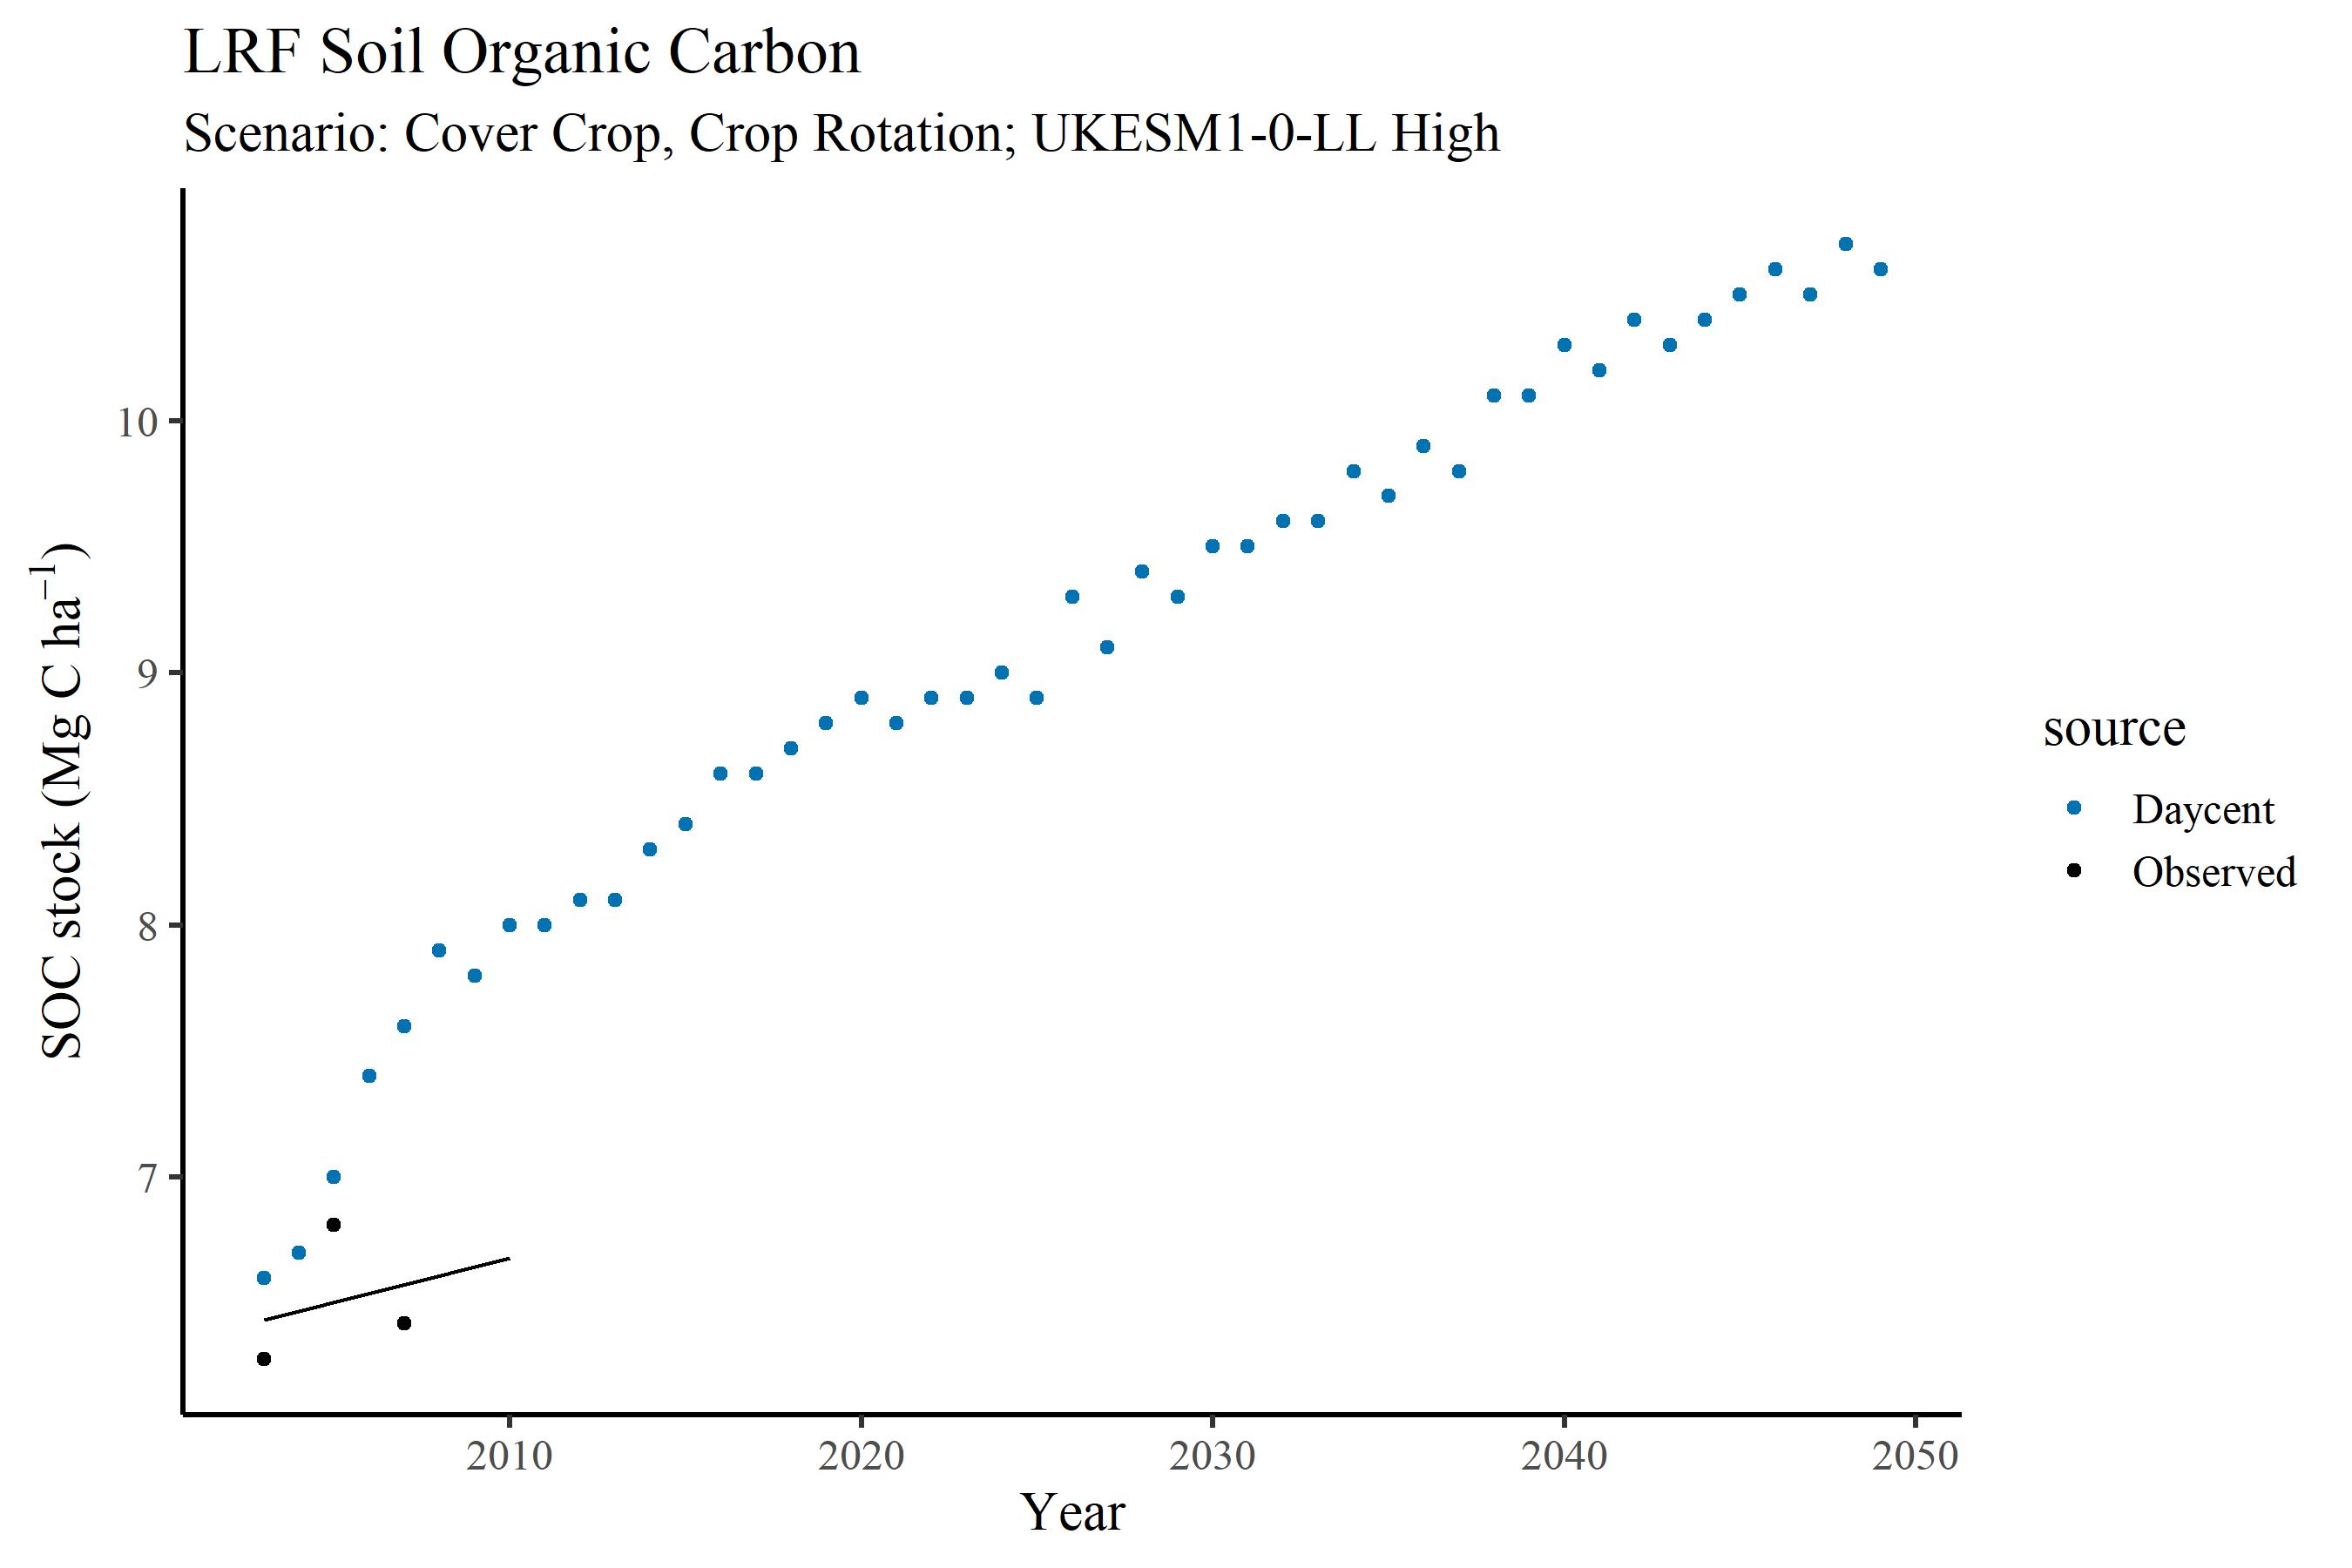 LRF Soil Organic Carbon
Scenario: Cover Crop, Crop Rotation; UKESM1-0-LL High
SOC stock (Mg C ha⁻¹)
10
9
8
7
2010 2020 2030 2040 2050
Year
source
Daycent
Observed